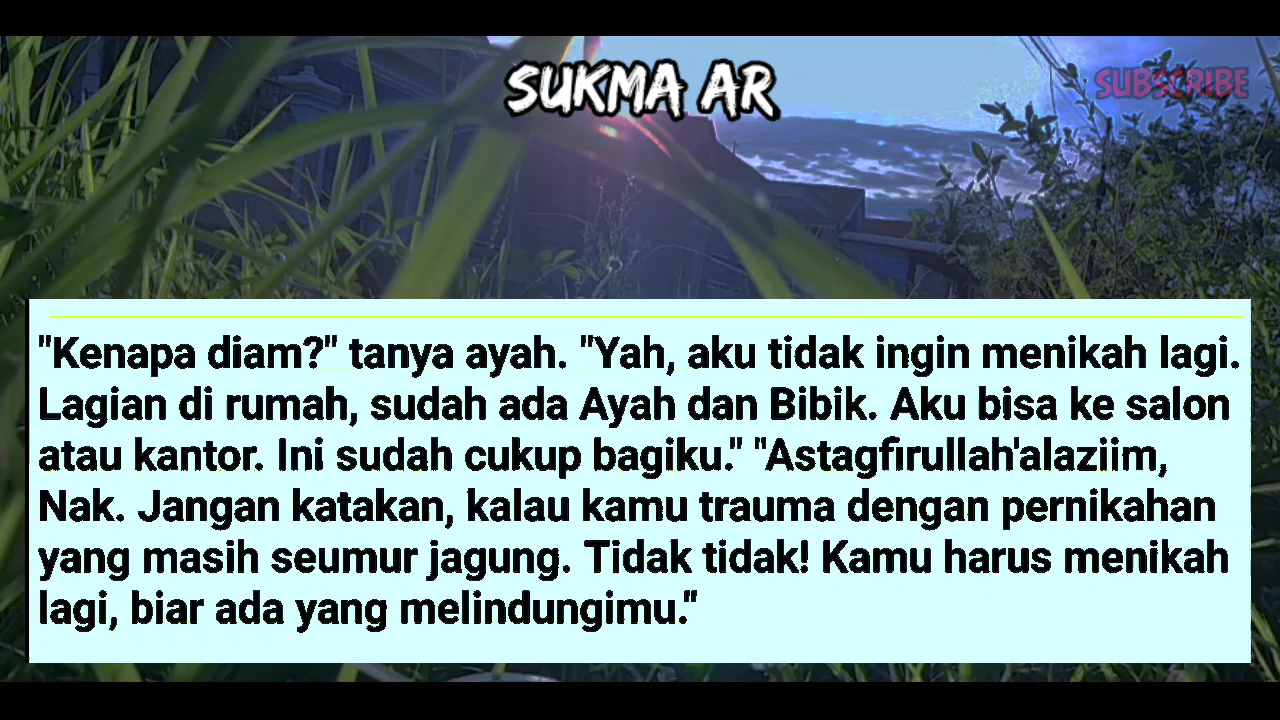 SUKMA AR
SUBSCRIBE
"Kenapa diam?" tanya ayah. "Yah, aku tidak ingin menikah lagi.
Lagian di rumah, sudah ada Ayah dan Bibik. Aku bisa ke salon
atau kantor. Ini sudah cukup bagiku." "Astagfirullah'alaziim,
Nak. Jangan katakan, kalau kamu trauma dengan pernikahan
yang masih seumur jagung. Tidak tidak! Kamu harus menikah
lagi, biar ada yang melindungimu."